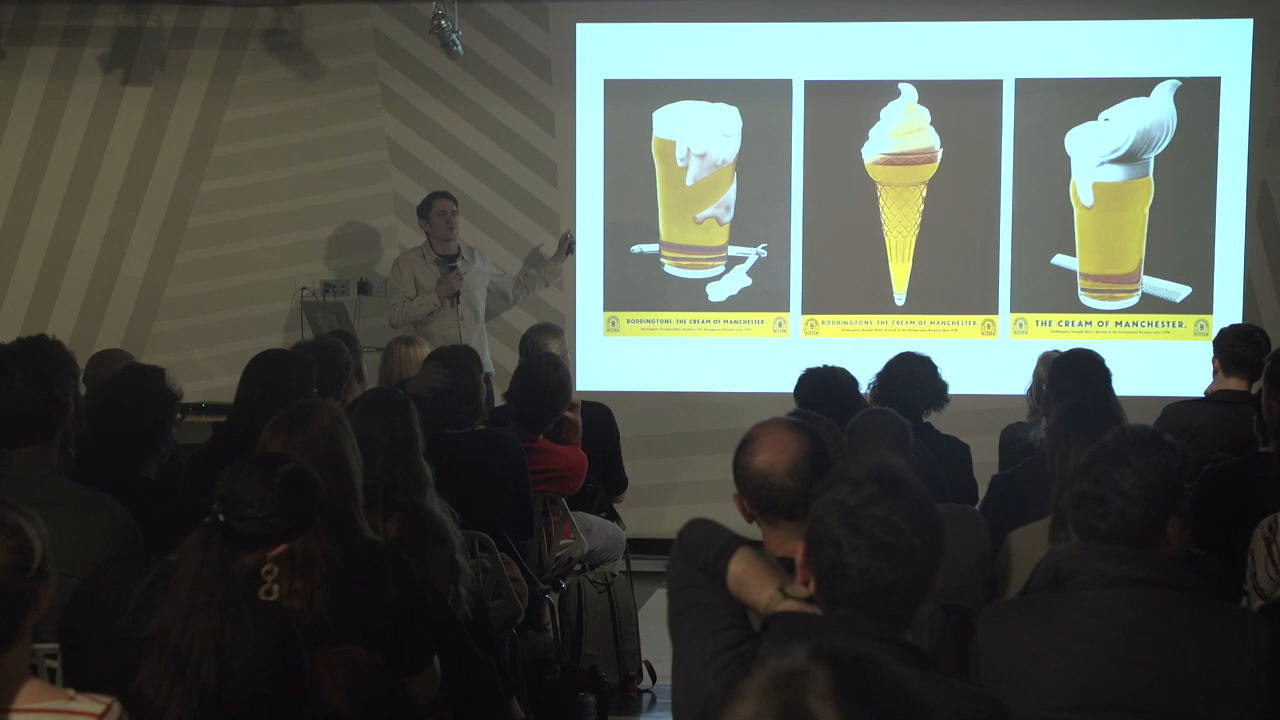 BODDINGTONS. THE CREAM OF MANCHESTER.
BODDINGTONS. THE CREAM OF MANCHESTER.
THE CREAM OF MANCHESTER.